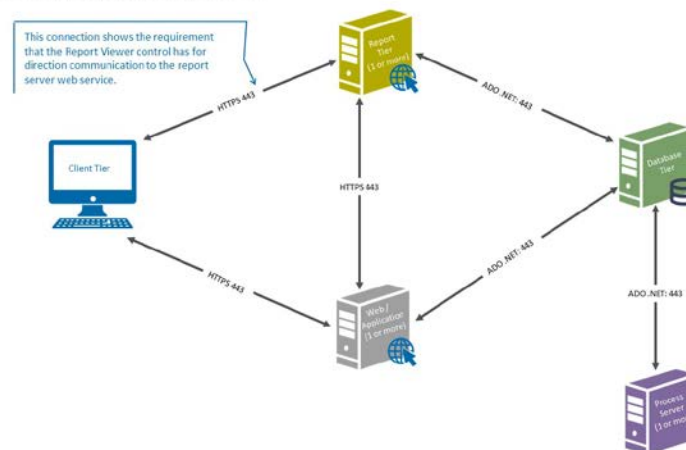 This connection shows the requirement
that the Report Viewer control has for
direction communication to the report
server web service.
Report
Tier
(1 or more)
HTTPS 443
ADO .NET: 443
Client Tier
Database
Tier
HTTPS 443
HTTPS 443
ADO .NET: 443
ADO .NET: 443
Web /
Application
(1 or more)
Process
Server
(1 or mor